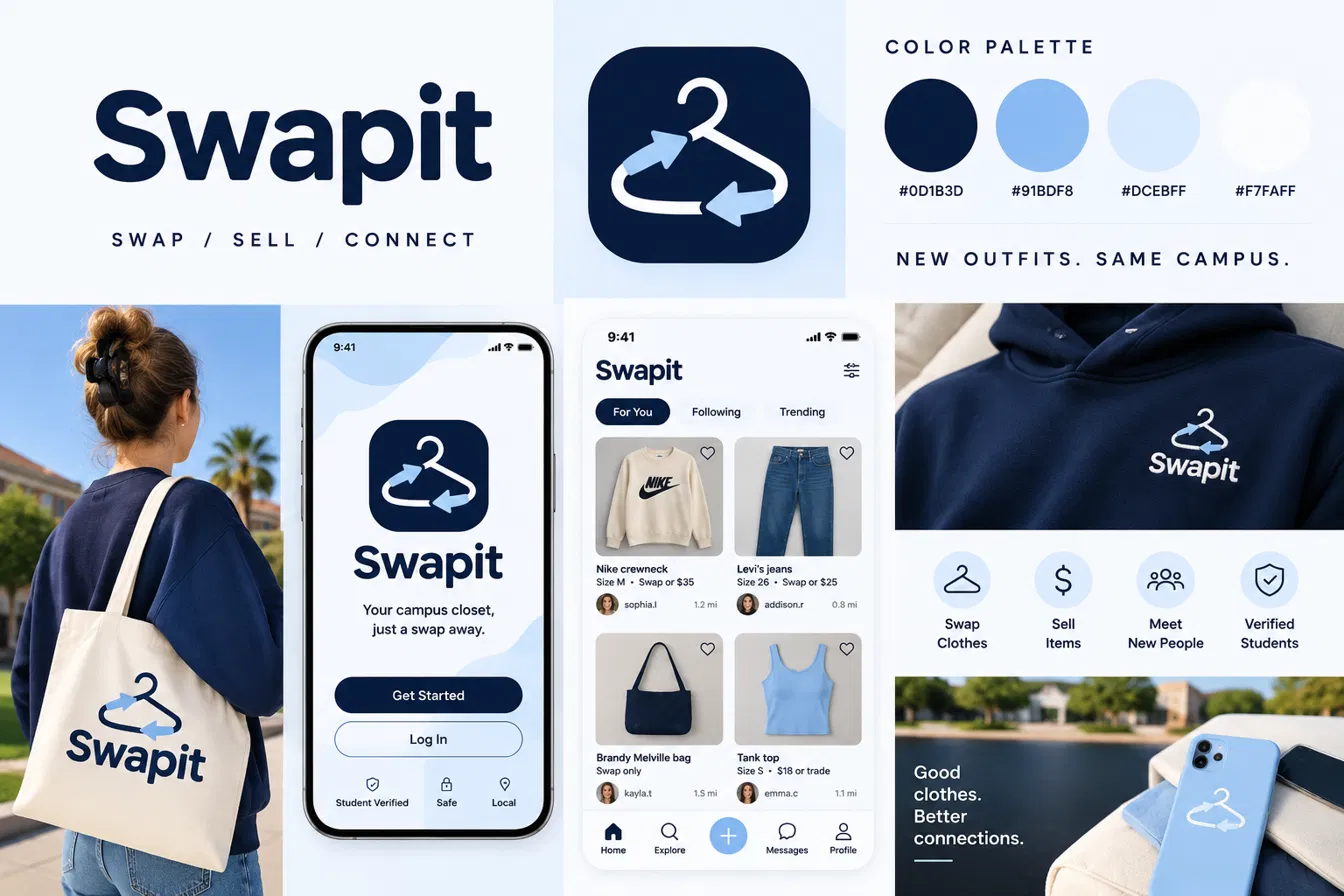 Swapit
SWAP / SELL / CONNECT
COLOR PALETTE
#0D1B3D
#91BDF8
#DCEBFF
#F7FAFF
NEW OUTFITS. SAME CAMPUS.
Swapit
9:41
Swapit
Your campus closet,
just a swap away.
Get Started
Log In
Student Verified
Safe
Local
9:41
Swapit
For You
Following
Trending
NIKE
Nike crewneck
Size M • Swap or $35
sophia.l
1.2 mi
Levi's jeans
Size 26 • Swap or $25
addison.r
0.8 mi
Brandy Melville bag
Swap only
kayla.t
1.5 mi
Tank top
Size S • $18 or trade
emma.c
1.1 mi
Home
Explore
Messages
Profile
Swapit
Swap
Clothes
Sell
Items
Meet
New People
Verified
Students
Good
clothes.
Better
connections.